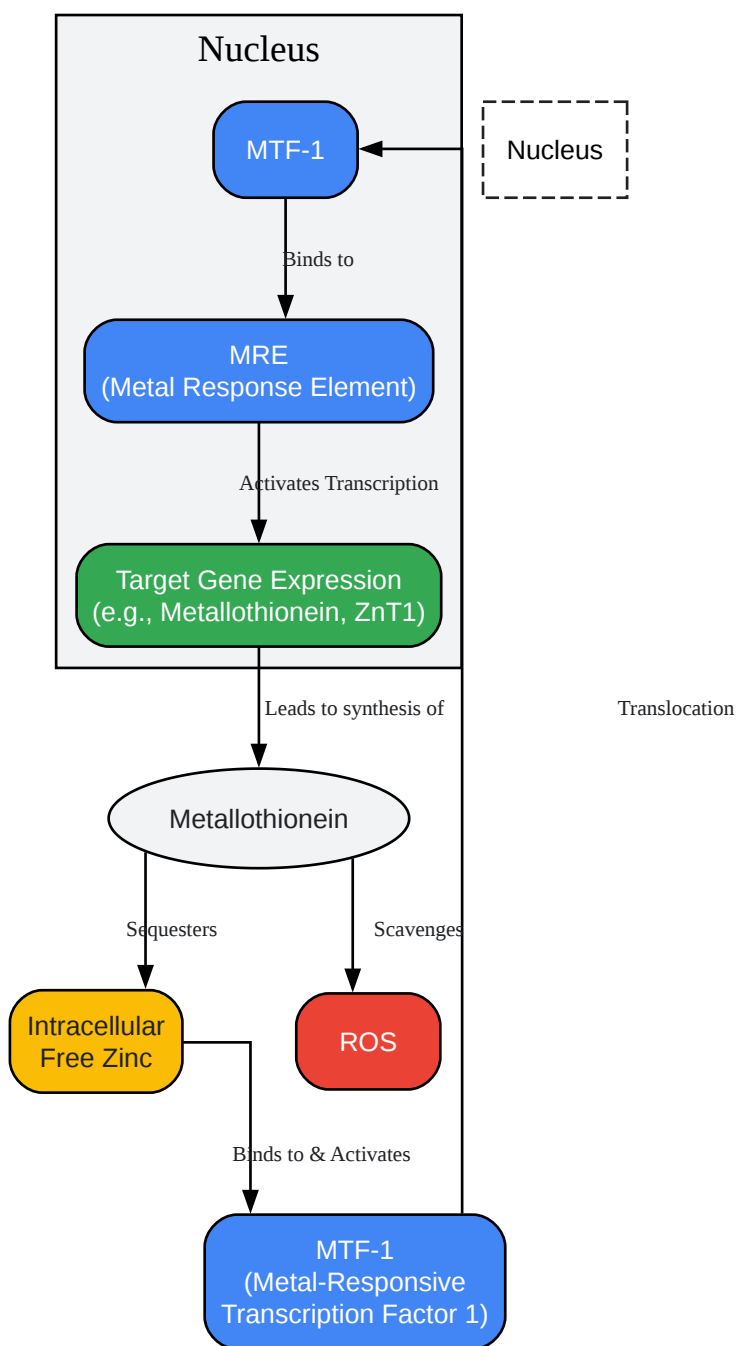 Nucleus
MTF-1
Nucleus
Binds to
MRE
(Metal Response Element)
Activates Transcription
Target Gene Expression
(e.g., Metallothionein, ZnT1)
Leads to synthesis of
Translocation
Metallothionein
Sequesters
Scavenges
Intracellular
Free Zinc
ROS
Binds to & Activates
MTF-1
(Metal-Responsive
Transcription Factor 1)